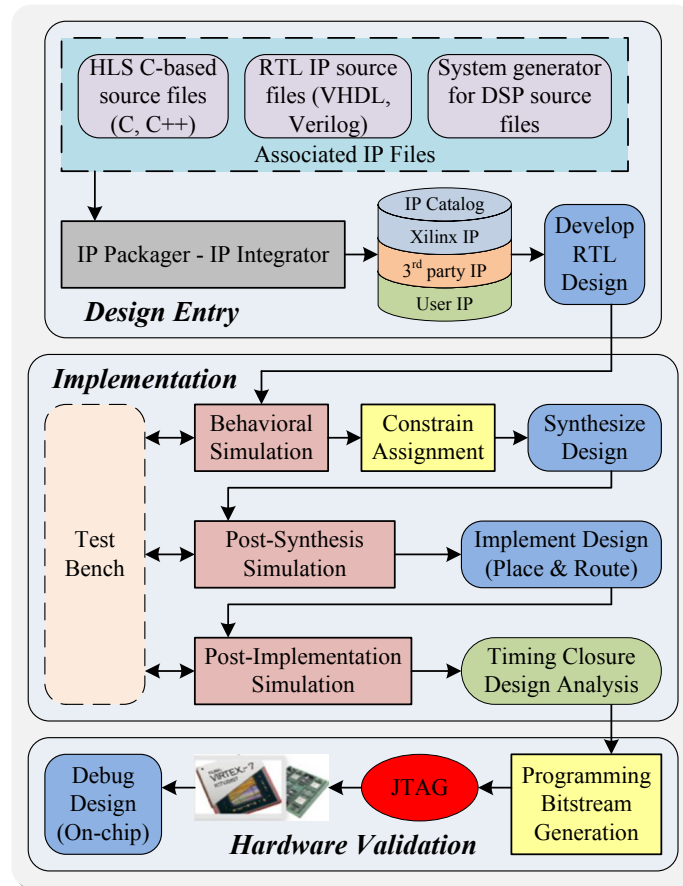 HLS C-based
source files
(C, C++)
RTL IP source
files (VHDL,
Verilog)
System generator
for DSP source
files
Associated IP Files
IP Packager - IP Integrator
IP Catalog
Xilinx IP
3rd party IP
User IP
Develop
RTL
Design
Design Entry
Implementation
Test
Bench
Behavioral
Simulation
Constrain
Assignment
Synthesize
Design
Post-Synthesis
Simulation
Implement Design
(Place & Route)
Post-Implementation
Simulation
Timing Closure
Design Analysis
Debug
Design
(On-chip)
VIRTEX-7
JTAG
Programming
Bitstream
Generation
Hardware Validation